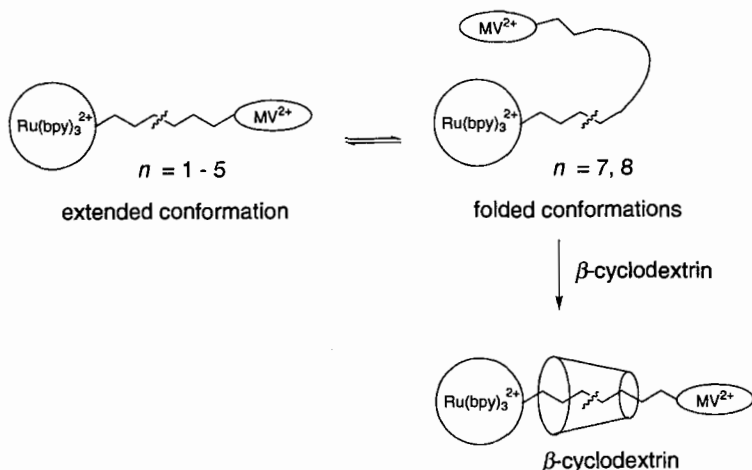 MV²⁺
Ru(bpy)₃²⁺
MV²⁺
n = 1 - 5
extended conformation
Ru(bpy)₃²⁺
n = 7, 8
folded conformations
β-cyclodextrin
Ru(bpy)₃²⁺
MV²⁺
β-cyclodextrin